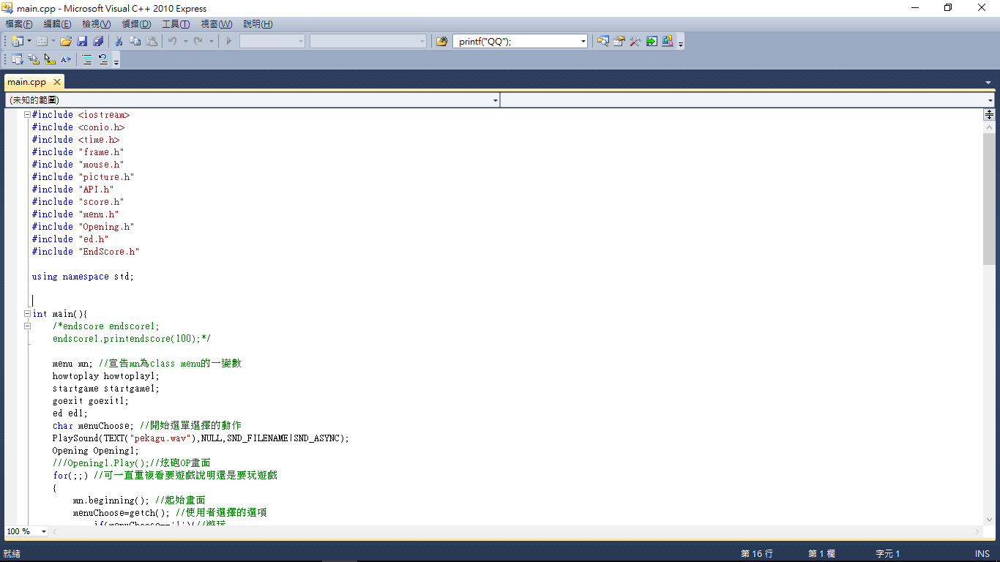 main.cpp - Microsoft Visual C++ 2010 Express
檔案(F) 編輯(E) 檢視(V) 偵錯(D) 工具(T) 視窗(W) 說明(H)
printf("QQ");
main.cpp
(未知的範圍)
#include <iostream>
#include <conio.h>
#include <time.h>
#include "frame.h"
#include "mouse.h"
#include "picture.h"
#include "API.h"
#include "score.h"
#include "menu.h"
#include "Opening.h"
#include "ed.h"
#include "EndScore.h"
using namespace std;
int main(){
/*endscore endscore1;
endscore1.printendscore(100);*/
menu mn; //宣告mn為class menu的一變數
howtoplay howtoplay1;
startgame startgame1;
goexit goexit1;
ed ed1;
char menuChoose; //開始選單選擇的動作
PlaySound(TEXT("pekagu.wav"),NULL,SND_FILENAME|SND_ASYNC);
Opening Opening1;
///Opening1.Play();//炫砲OP畫面
for(;;) //可一直重複看要遊戲說明還是要玩遊戲
{
mn.beginning(); //起始畫面
menuChoose=getch(); //使用者選擇的選項
if(menuChoose=='1'){//遊玩
100 %
就緒 第 16 行 第 1 欄 字元 1 INS